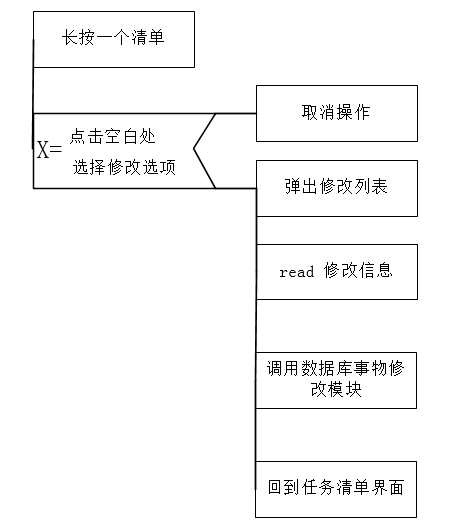 长按一个清单
取消操作
X=
点击空白处
选择修改选项
弹出修改列表
read 修改信息
调用数据库事物修
改模块
回到任务清单界面